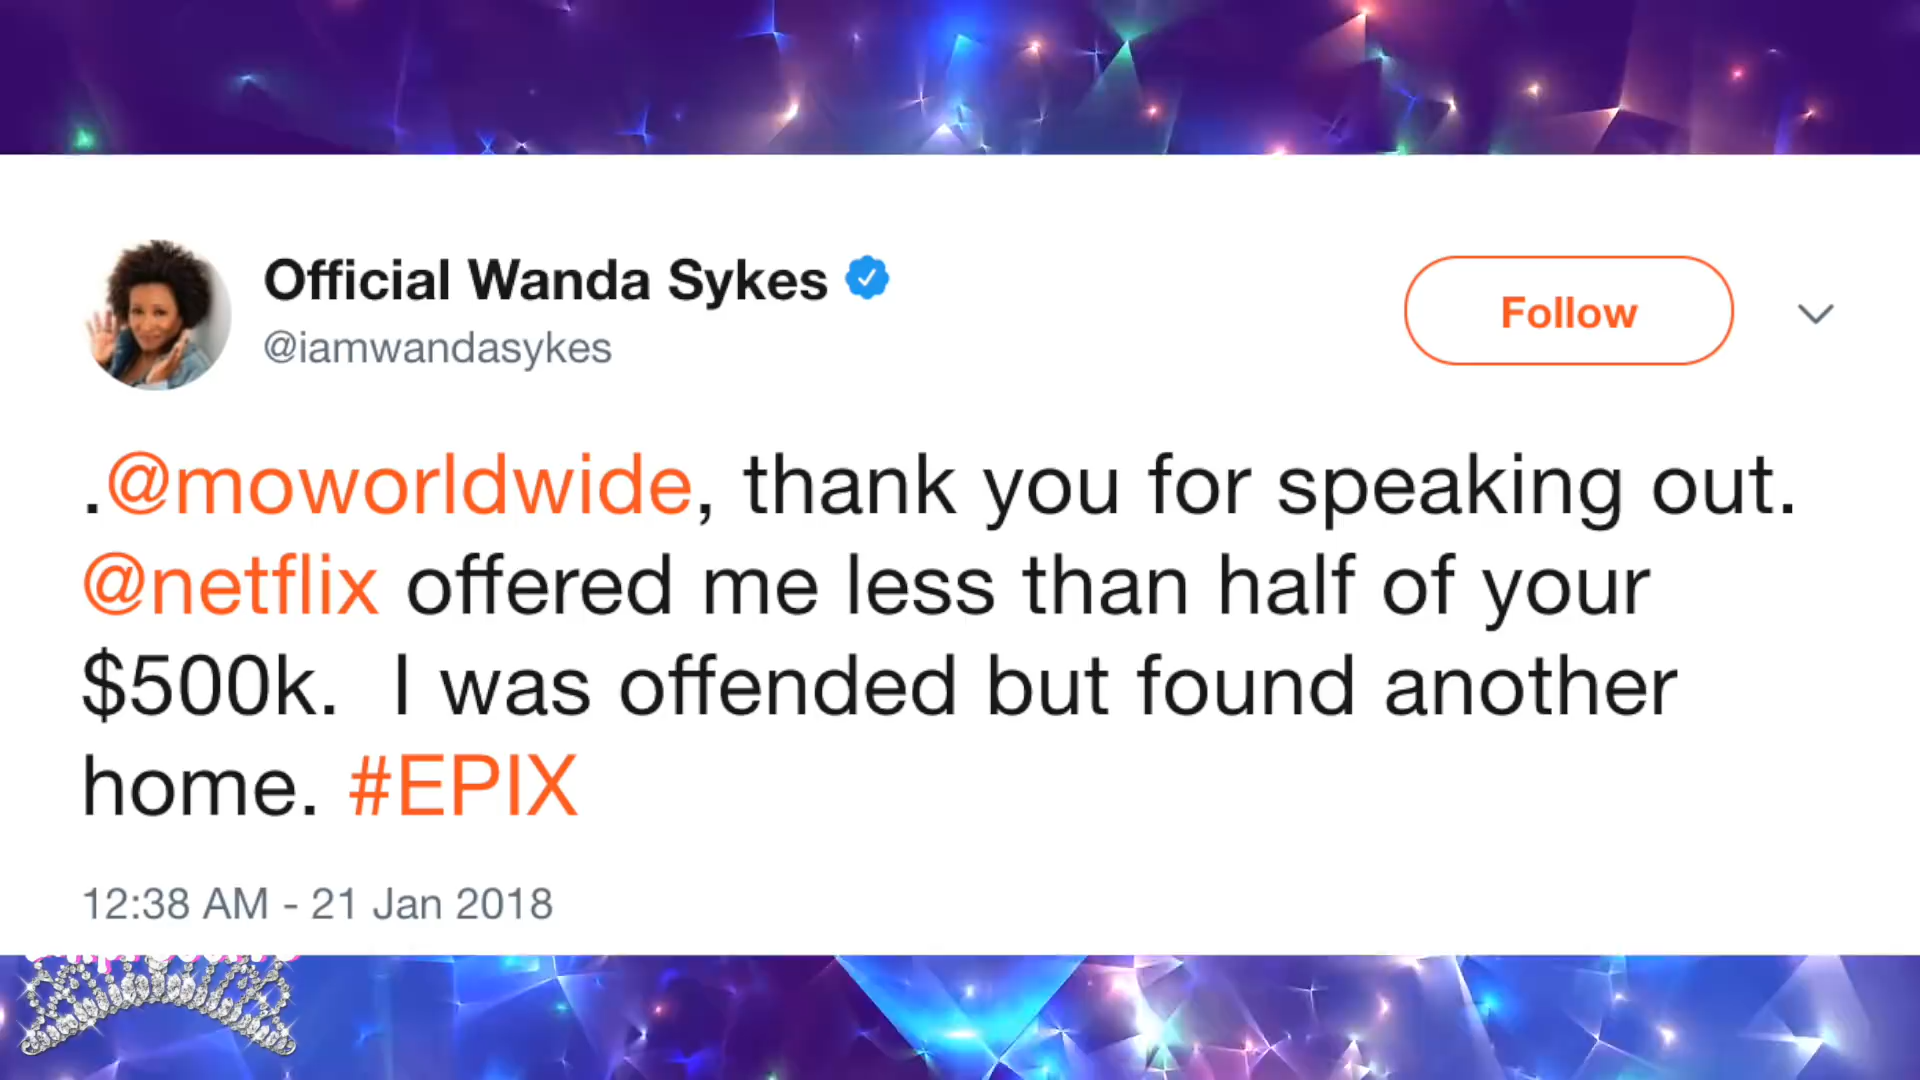 Official Wanda Sykes
@iamwandasykes
Follow
.@moworldwide, thank you for speaking out.
@netflix offered me less than half of your
$500k.  I was offended but found another
home. #EPIX
12:38 AM - 21 Jan 2018